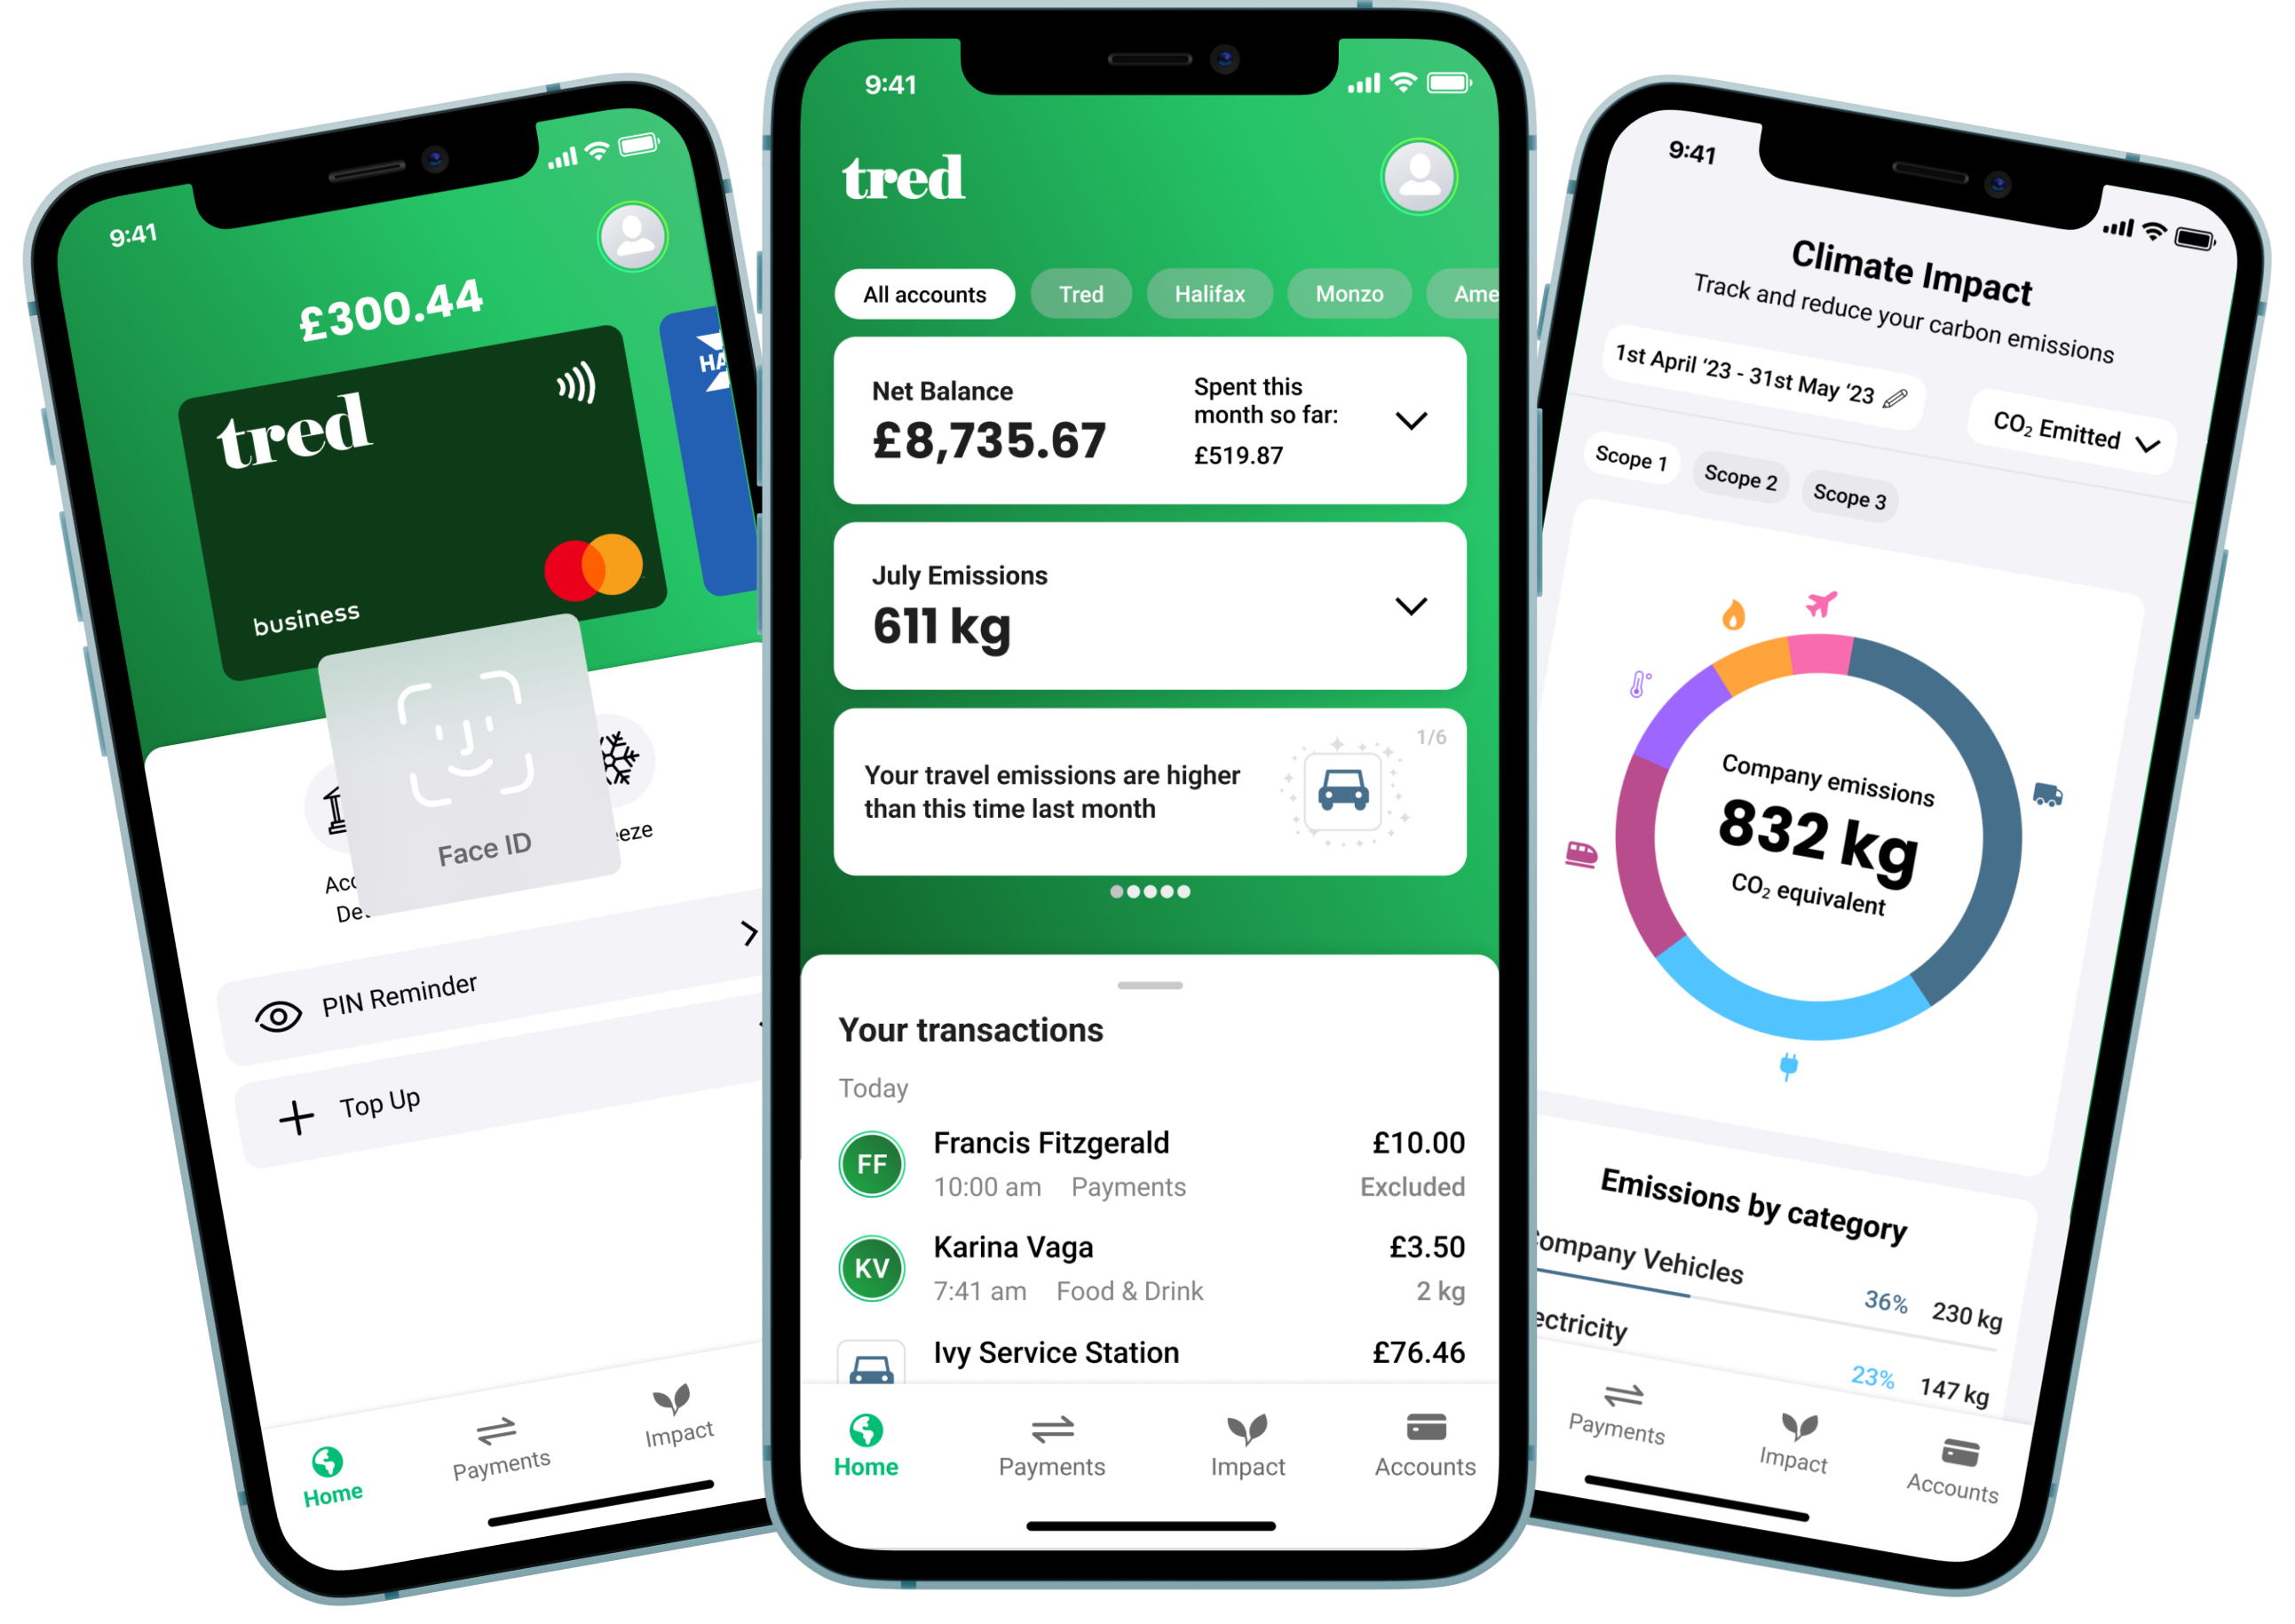 9:41
£300.44
tred
business
HA
Face ID
PIN Reminder
Top Up
Home
Payments
Impact
9:41
tred
All accounts
Tred
Halifax
Monzo
Ame
Net Balance
£8,735.67
Spent this
month so far:
£519.87
July Emissions
611 kg
1/6
Your travel emissions are higher
than this time last month
Your transactions
Today
FF
Francis Fitzgerald
£10.00
10:00 am Payments
Excluded
KV
Karina Vaga
£3.50
7:41 am Food & Drink
2 kg
Ivy Service Station
£76.46
Home
Payments
Impact
Accounts
9:41
Climate Impact
Track and reduce your carbon emissions
1st April ‘23 - 31st May ‘23
CO₂ Emitted
Scope 1
Scope 2
Scope 3
Company emissions
832 kg
CO₂ equivalent
Emissions by category
ompany Vehicles
36% 230 kg
ectricity
23% 147 kg
Payments
Impact
Accounts